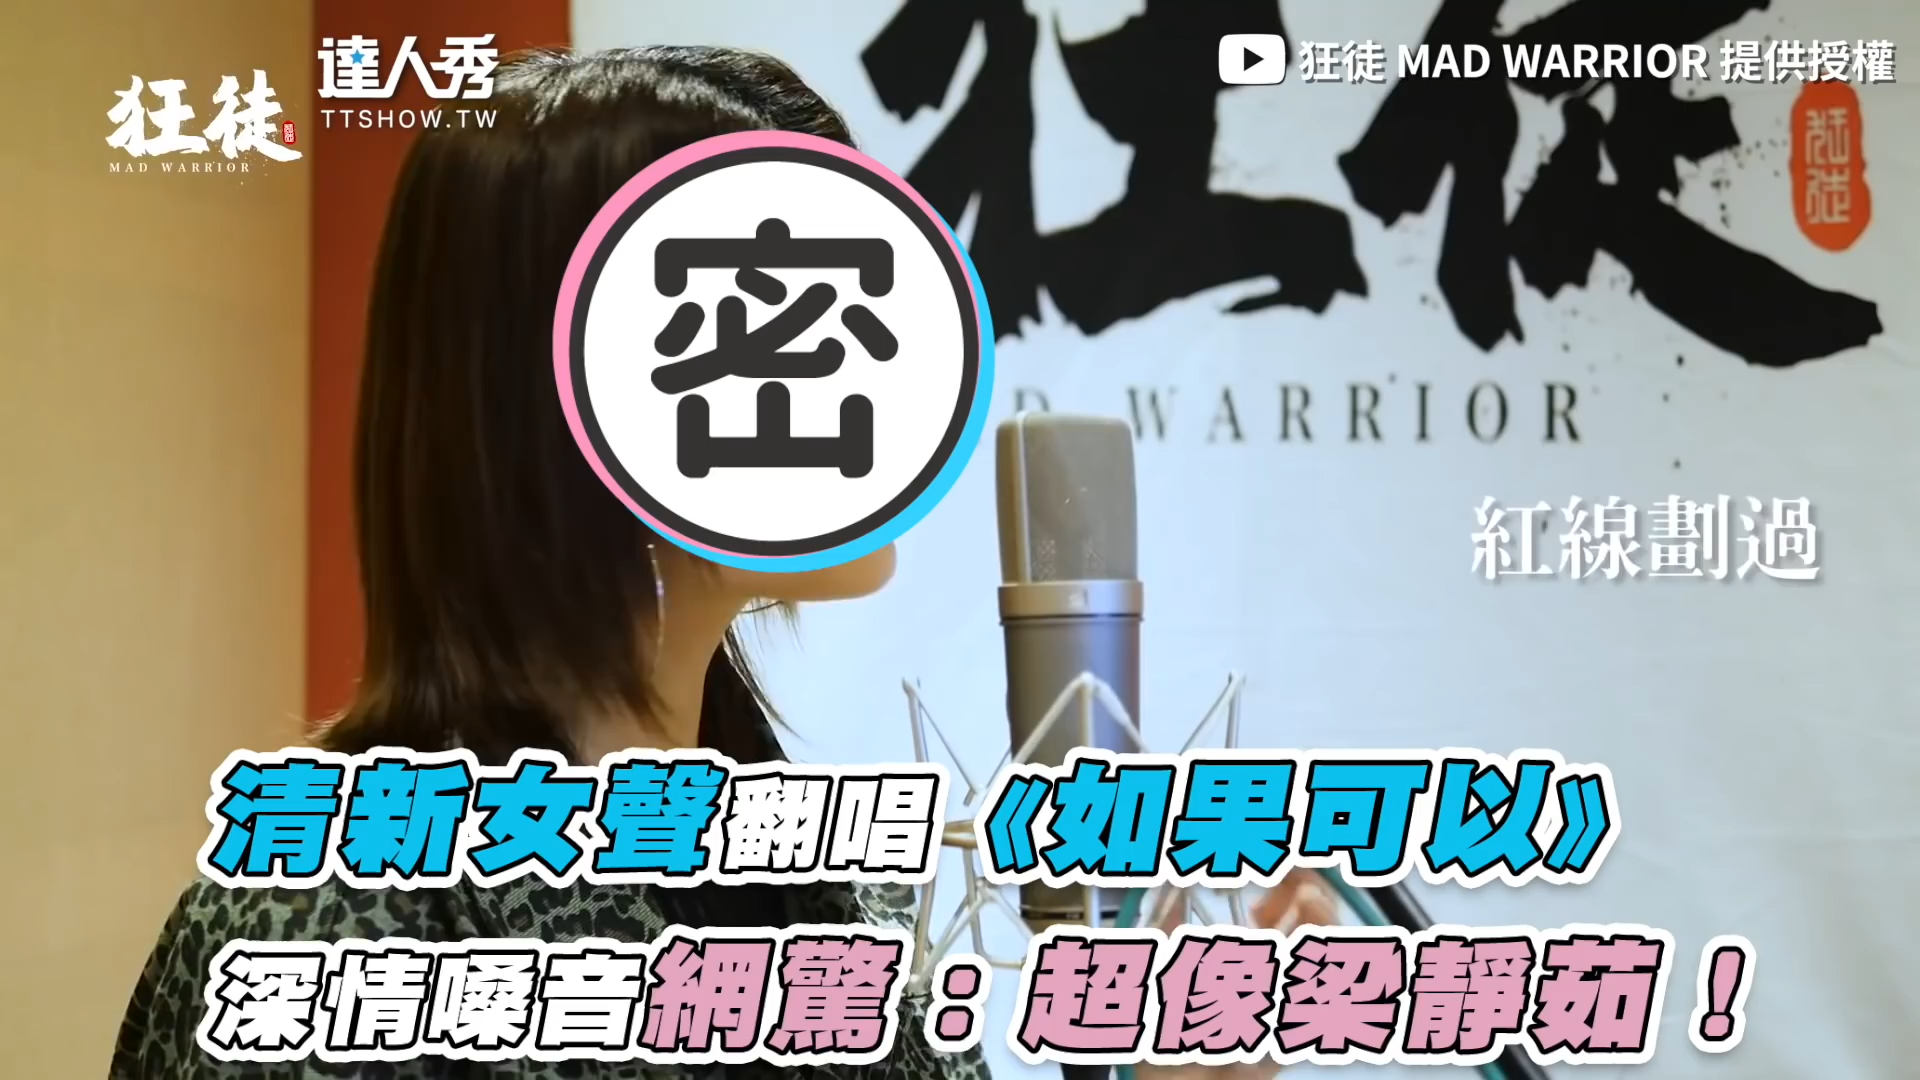 狂徒
MAD WARRIOR
達人秀
TTSHOW.TW
狂徒 MAD WARRIOR 提供授權
狂徒
狂徒
D WARRIOR
密
紅線劃過
清新女聲翻唱《如果可以》
深情嗓音網驚：超像梁靜茹！